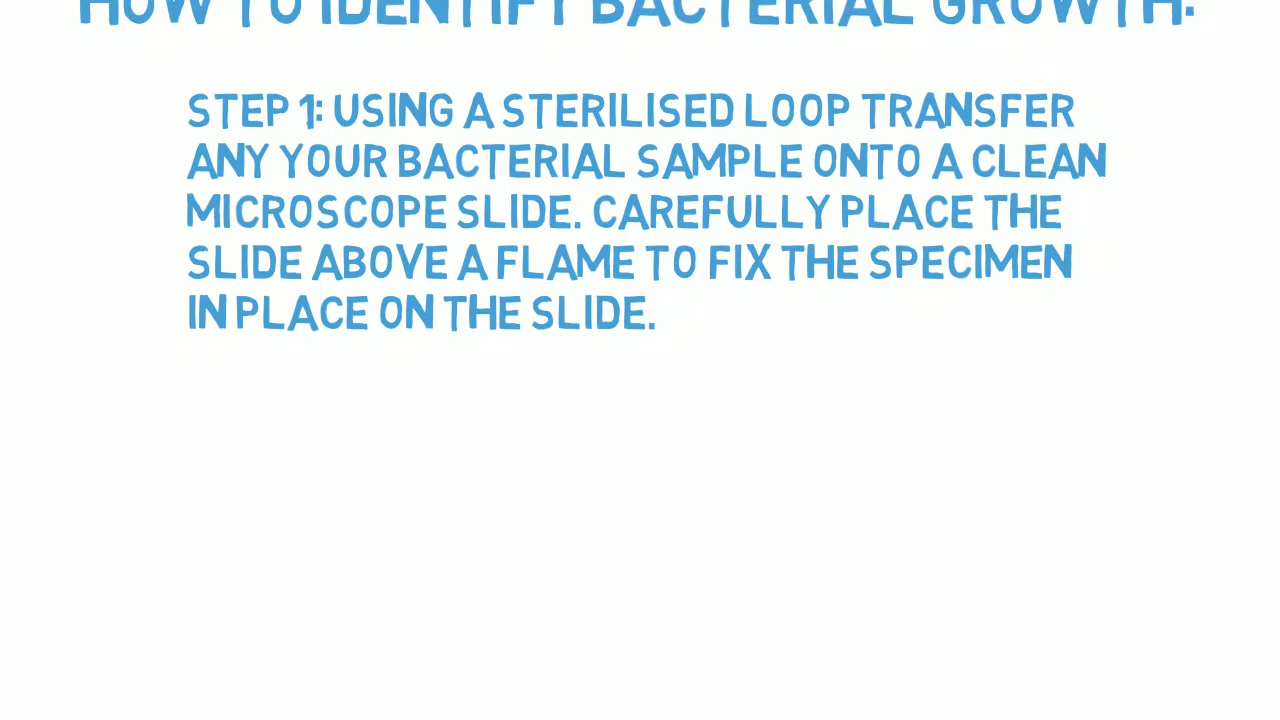 HOW TO IDENTIFY BACTERIAL GROWTH:
STEP 1: USING A STERILISED LOOP TRANSFER
ANY YOUR BACTERIAL SAMPLE ONTO A CLEAN
MICROSCOPE SLIDE. CAREFULLY PLACE THE
SLIDE ABOVE A FLAME TO FIX THE SPECIMEN
IN PLACE ON THE SLIDE.